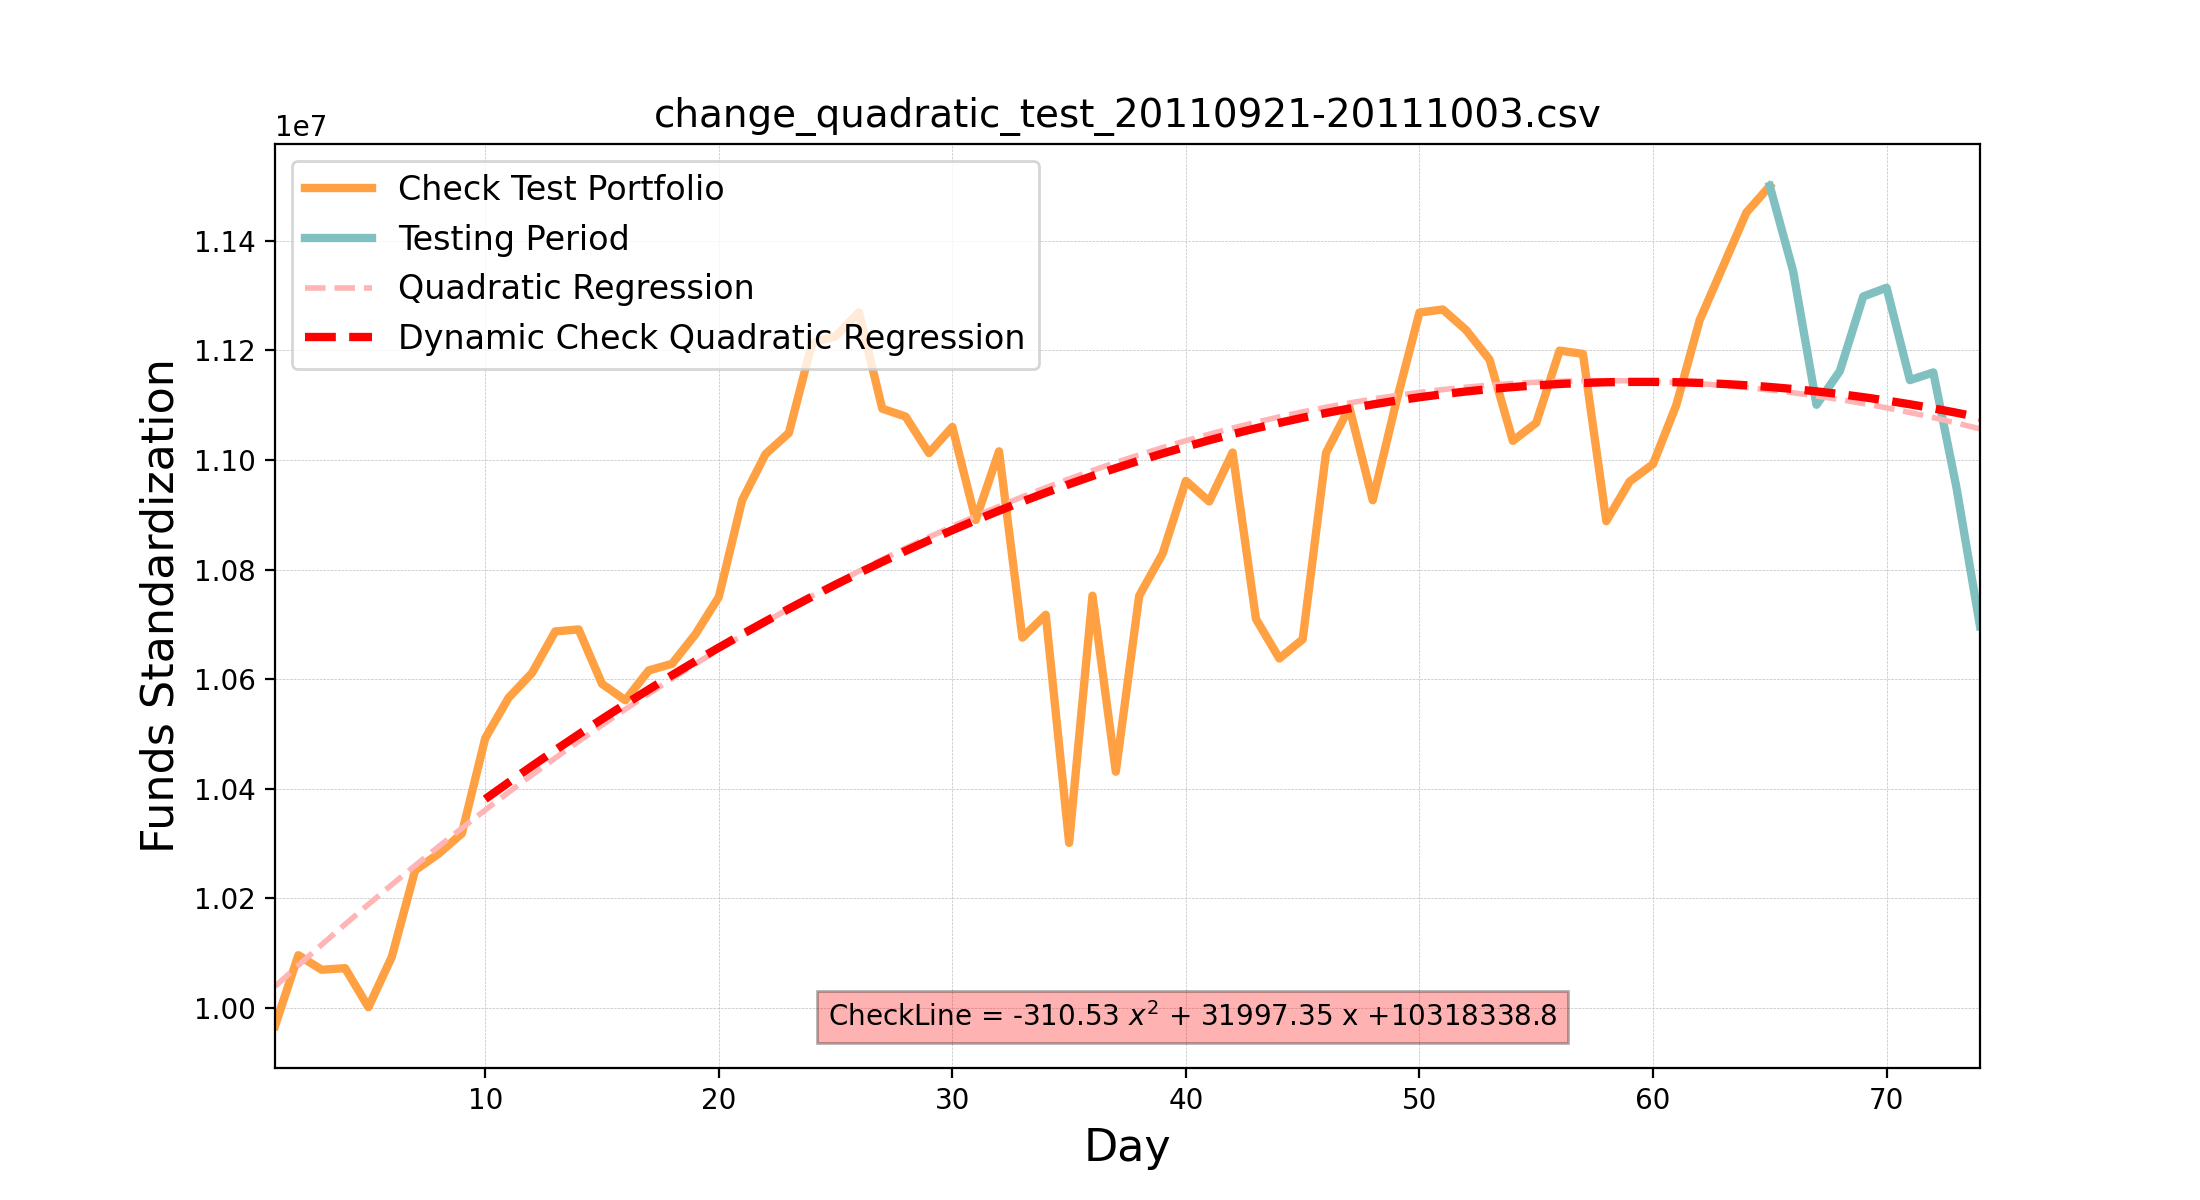 change_quadratic_test_20110921-20111003.csv
1e7
Check Test Portfolio
Testing Period
Quadratic Regression
Dynamic Check Quadratic Regression
Funds Standardization
1.14
1.12
1.10
1.08
1.06
1.04
1.02
1.00
CheckLine = -310.53 x² + 31997.35 x +10318338.8
10 20 30 40 50 60 70
Day